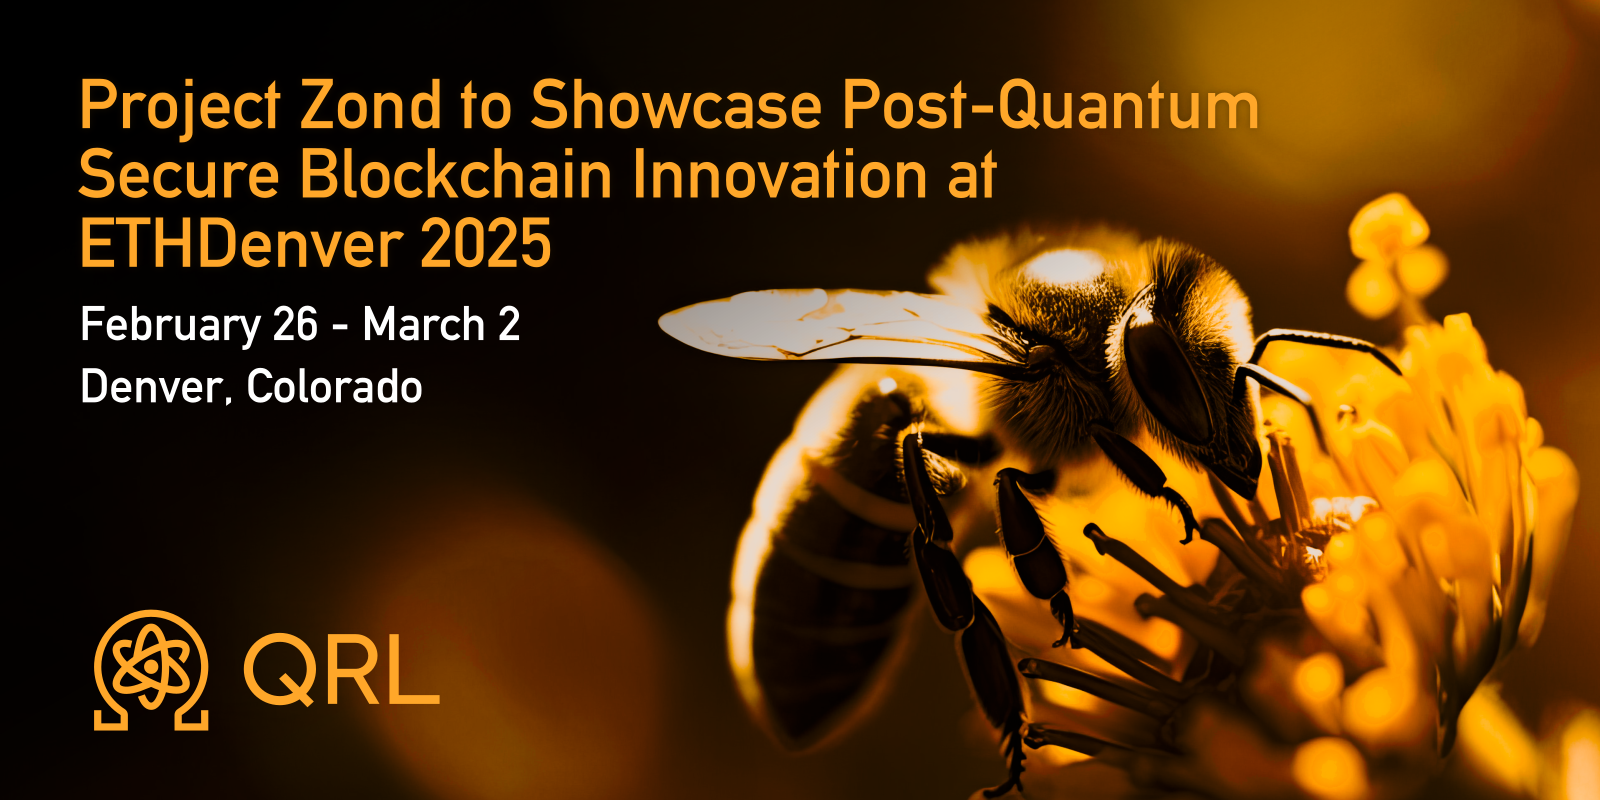 Project Zond to Showcase Post-Quantum
Secure Blockchain Innovation at
ETHDenver 2025
February 26 - March 2
Denver, Colorado
QRL